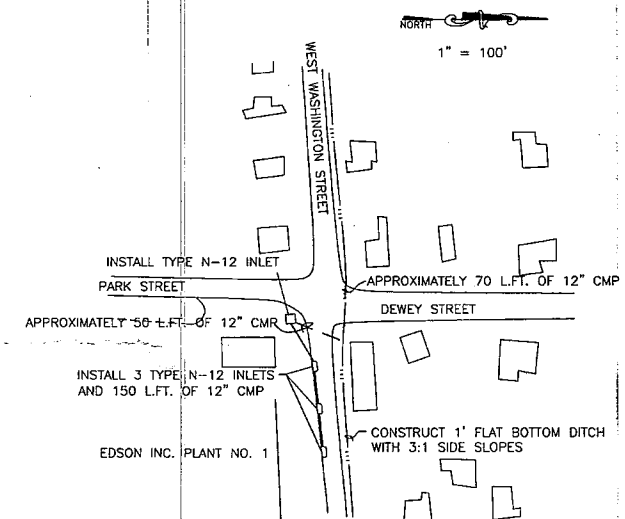 NORTH
1" = 100'
WEST WASHINGTON STREET
INSTALL TYPE N-12 INLET
PARK STREET
APPROXIMATELY 70 L.FT. OF 12" CMP
DEWEY STREET
APPROXIMATELY 50 L.FT. OF 12" CMP
INSTALL 3 TYPE N-12 INLETS
AND 150 L.FT. OF 12" CMP
CONSTRUCT 1' FLAT BOTTOM DITCH
WITH 3:1 SIDE SLOPES
EDSON INC. PLANT NO. 1